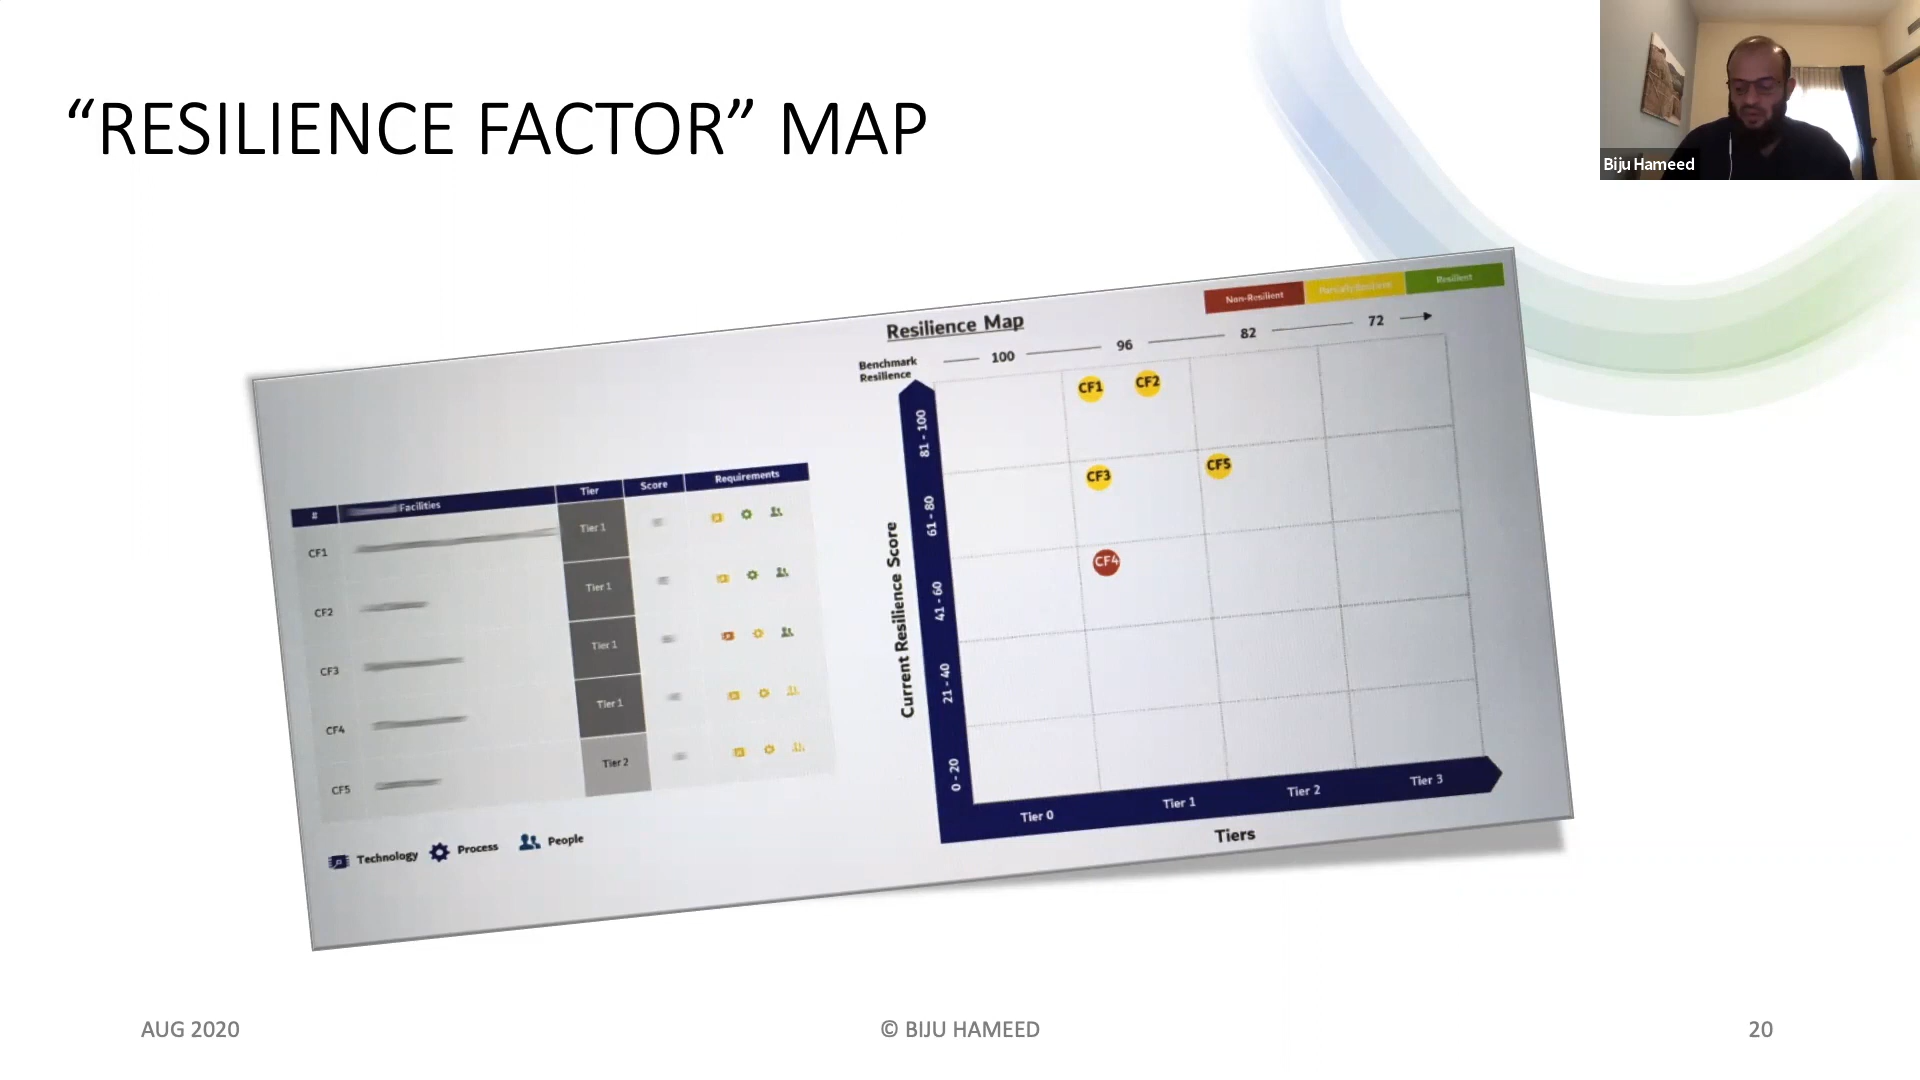 “RESILIENCE FACTOR” MAP
Biju Hameed
Non-Resilient
Partially Resilient
Resilient
Resilience Map
Benchmark
Resilience
100
96
82
72
CF1
CF2
CF3
CF5
CF4
Current Resilience Score
81 - 100
61 - 80
41 - 60
21 - 40
0 - 20
Tier 0
Tier 1
Tier 2
Tier 3
Tiers
# Facilities Tier Score Requirements
CF1 Tier 1
CF2 Tier 1
CF3 Tier 1
CF4 Tier 1
CF5 Tier 2
Technology Process People
AUG 2020
© BIJU HAMEED
20